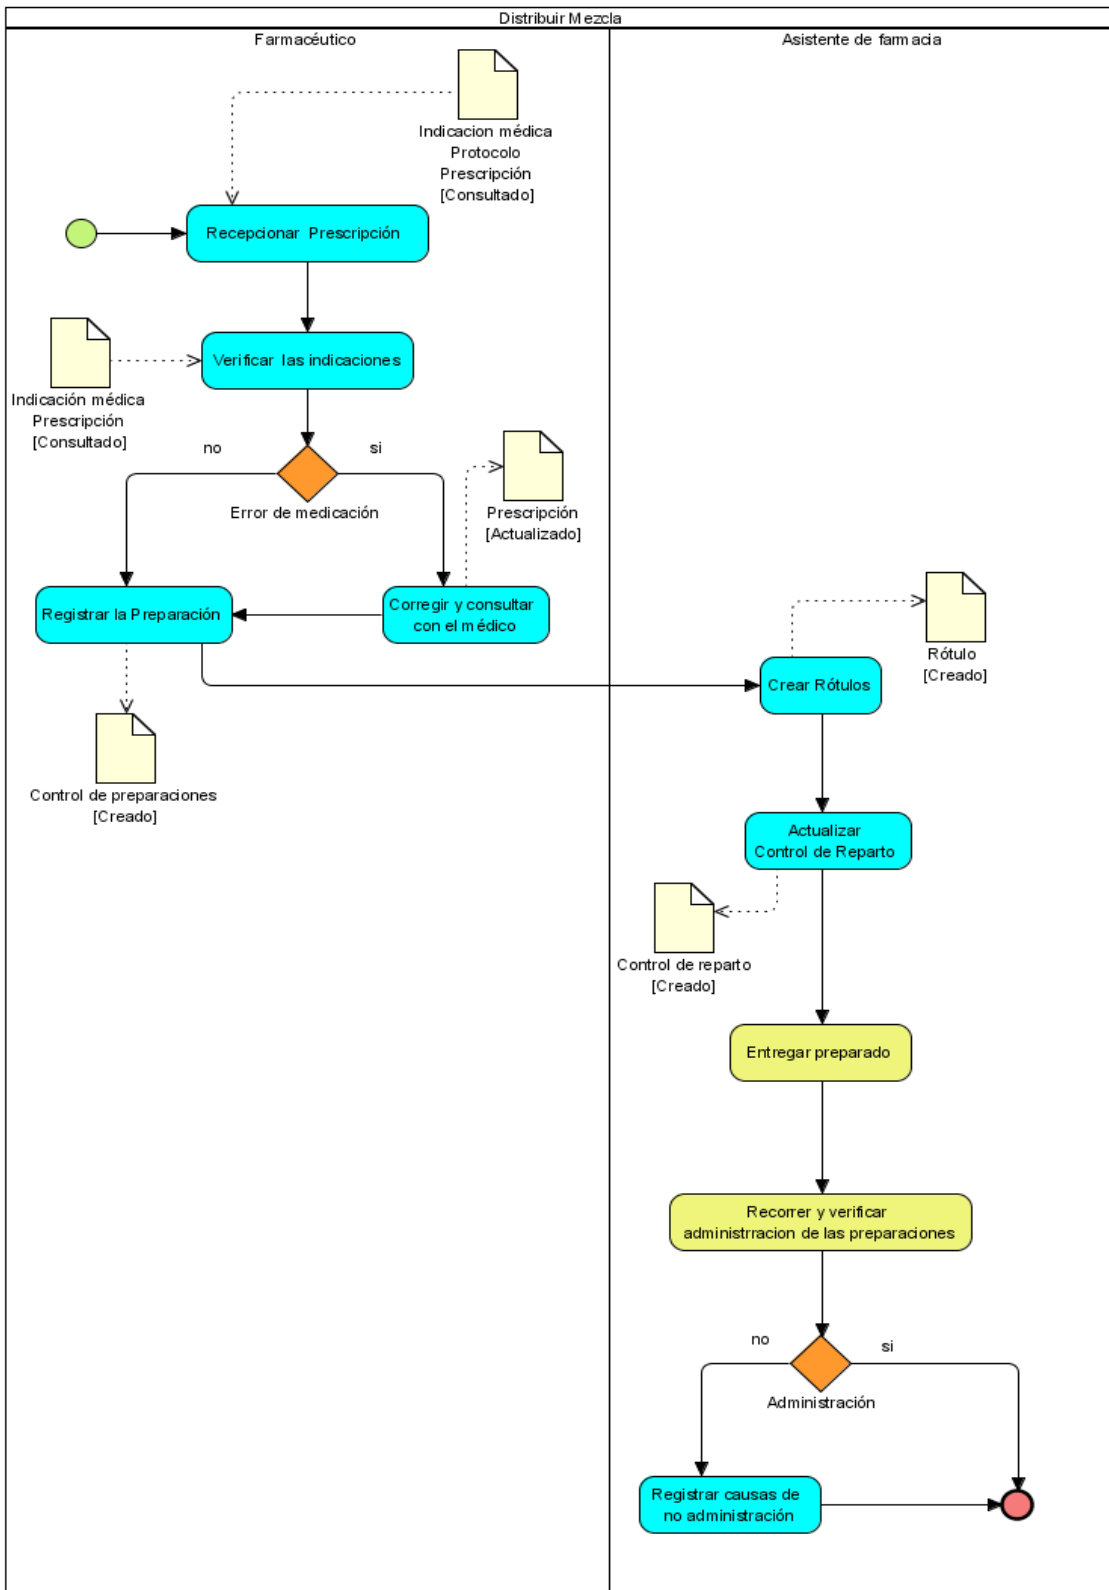 Distribuir Mezcla
Farmacéutico
Asistente de farmacia
Indicacion médica
Protocolo
Prescripción
[Consultado]
Recepcionar Prescripción
Verificar las indicaciones
Indicación médica
Prescripción
[Consultado]
no
si
Error de medicación
Prescripción
[Actualizado]
Registrar la Preparación
Corregir y consultar
con el médico
Control de preparaciones
[Creado]
Rótulo
[Creado]
Crear Rótulos
Actualizar
Control de Reparto
Control de reparto
[Creado]
Entregar preparado
Recorrer y verificar
administrracion de las preparaciones
no
si
Administración
Registrar causas de
no administración